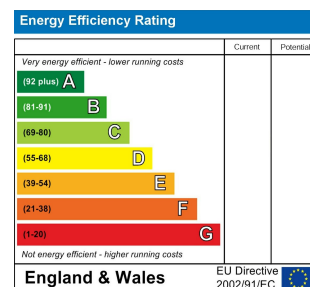 Energy Efficiency Rating
Current Potential
Very energy efficient - lower running costs
(92 plus) A
(81-91) B
(69-80) C
(55-68) D
(39-54) E
(21-38) F
(1-20) G
Not energy efficient - higher running costs
England & Wales
EU Directive
2002/91/EC